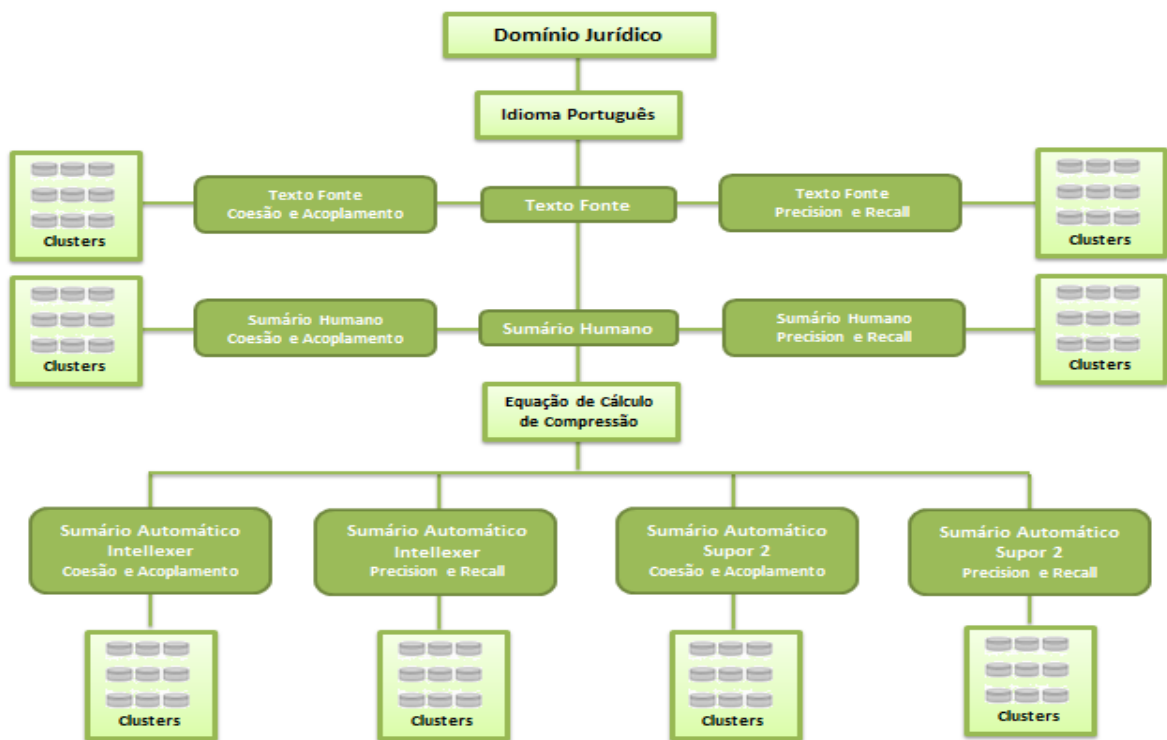 Domínio Jurídico
Idioma Português
Clusters
Texto Fonte
Coesão e Acoplamento
Texto Fonte
Texto Fonte
Precision e Recall
Clusters
Clusters
Sumário Humano
Coesão e Acoplamento
Sumário Humano
Sumário Humano
Precision e Recall
Clusters
Equação de Cálculo
de Compressão
Sumário Automático
Intellexer
Coesão e Acoplamento
Sumário Automático
Intellexer
Precision e Recall
Sumário Automático
Supor 2
Coesão e Acoplamento
Sumário Automático
Supor 2
Precision e Recall
Clusters
Clusters
Clusters
Clusters